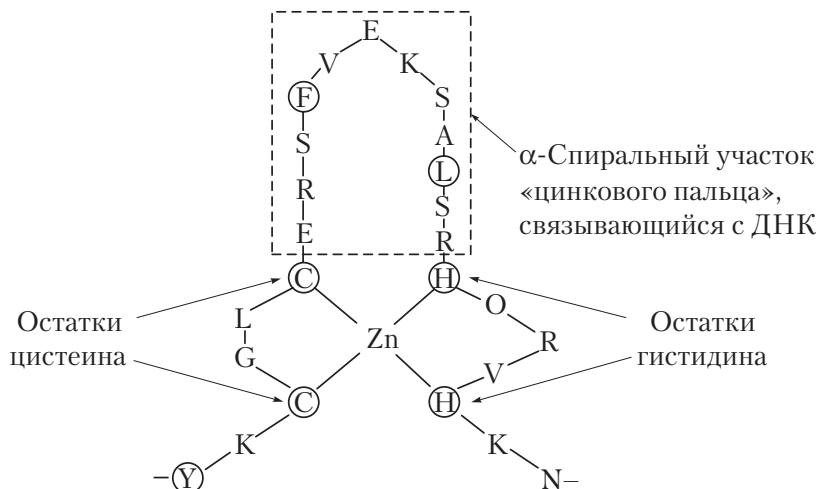 E
V
K
F
S
S
A
α-Спиральный участок
L
«цинкового пальца»,
R
S
связывающийся с ДНК
E
R
C
H
L
O
Остатки
цистеина
Zn
R
Остатки
гистидина
G
V
C
H
K
K
–Y
N–